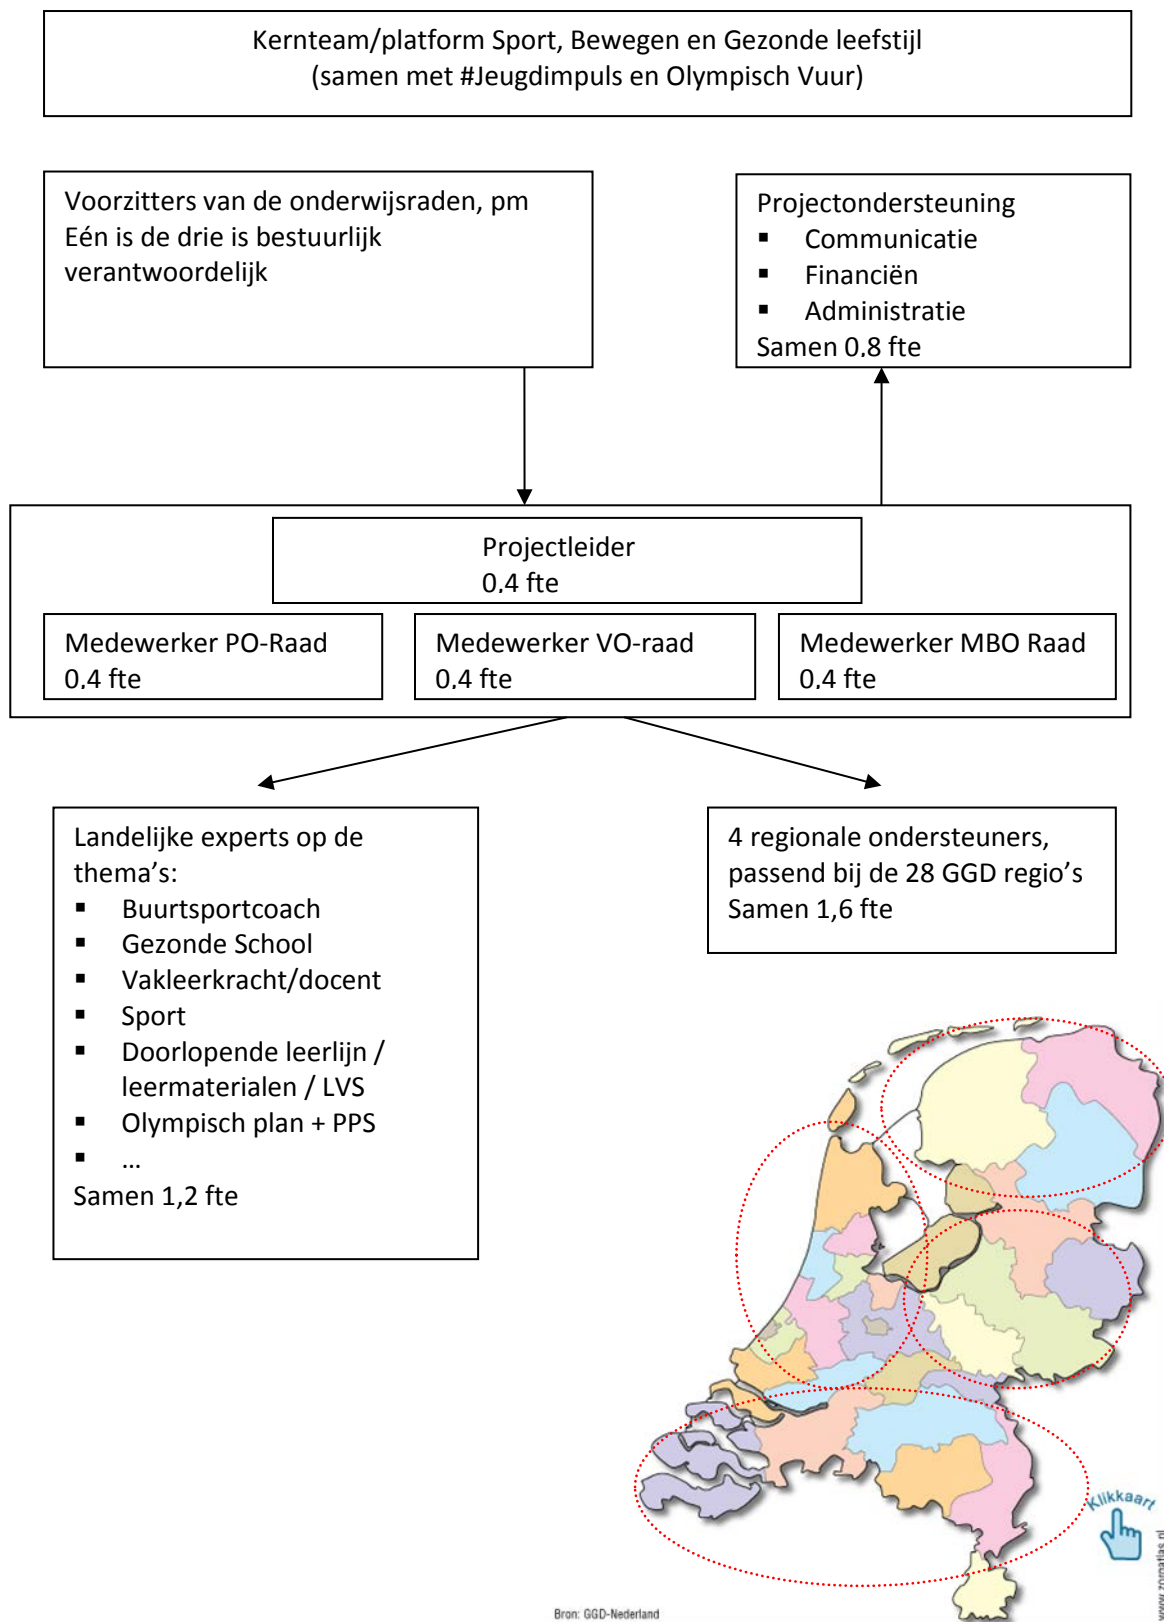 Kernteam/platform Sport, Bewegen en Gezonde leefstijl
(samen met #Jeugdimpuls en Olympisch Vuur)
Voorzitters van de onderwijsraden, pm
Eén is de drie is bestuurlijk
verantwoordelijk
Projectondersteuning
▪ Communicatie
▪ Financiën
▪ Administratie
Samen 0,8 fte
Projectleider
0,4 fte
Medewerker PO-Raad
0,4 fte
Medewerker VO-raad
0,4 fte
Medewerker MBO Raad
0,4 fte
Landelijke experts op de
thema's:
▪ Buurtsportcoach
▪ Gezonde School
▪ Vakleerkracht/docent
▪ Sport
▪ Doorlopende leerlijn /
leermaterialen / LVS
▪ Olympisch plan + PPS
▪ …
Samen 1,2 fte
4 regionale ondersteuners,
passend bij de 28 GGD regio's
Samen 1,6 fte
Klikkaart
www.zorgatlas.nl
Bron: GGD-Nederland